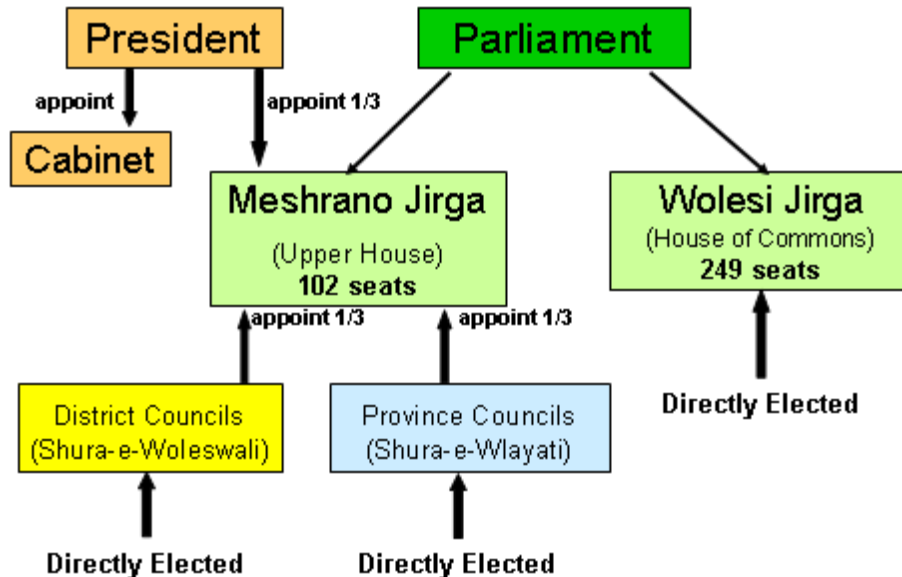 President
Parliament
appoint
appoint 1/3
Cabinet
Meshrano Jirga
(Upper House)
102 seats
Wolesi Jirga
(House of Commons)
249 seats
appoint 1/3
appoint 1/3
District Councils
(Shura-e-Woleswali)
Province Councils
(Shura-e-Wlayati)
Directly Elected
Directly Elected
Directly Elected